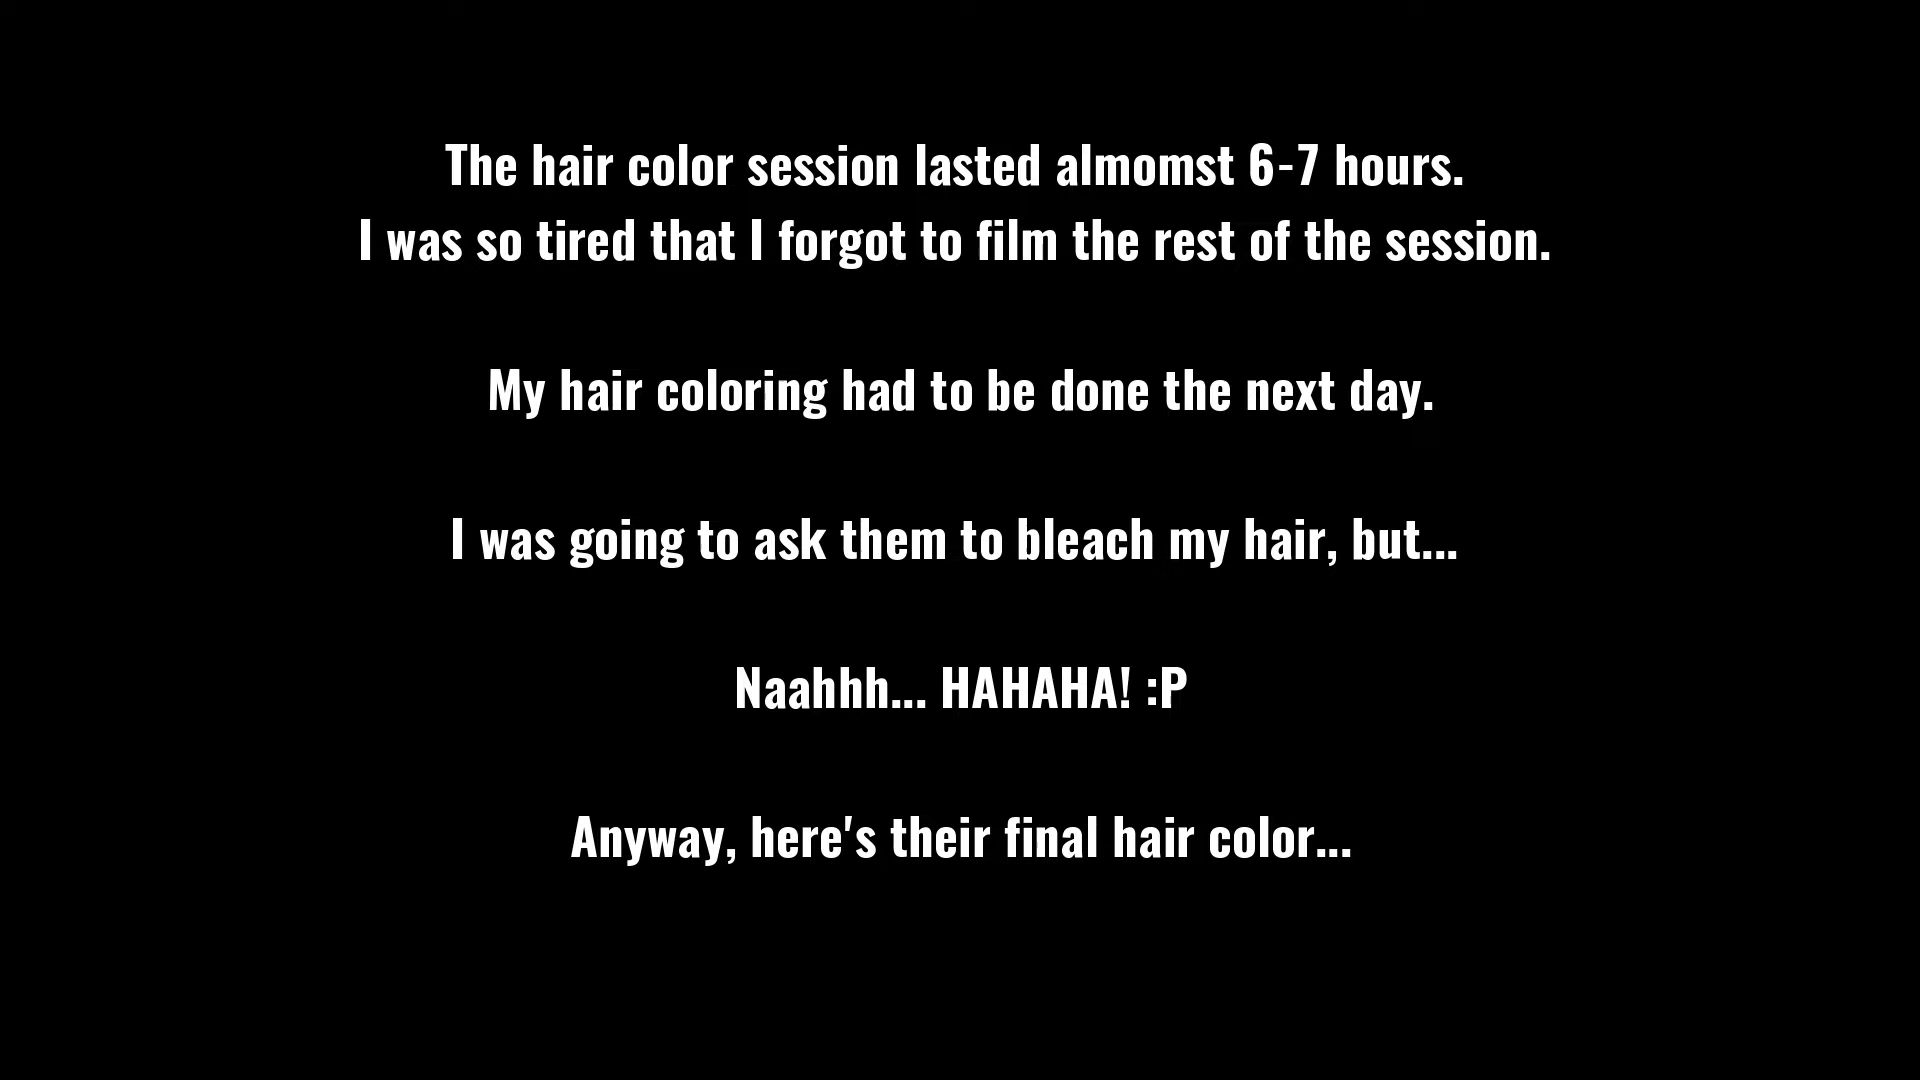 The hair color session lasted almomst 6-7 hours.
I was so tired that I forgot to film the rest of the session.
My hair coloring had to be done the next day.
I was going to ask them to bleach my hair, but...
Naahhh... HAHAHA! :P
Anyway, here's their final hair color...